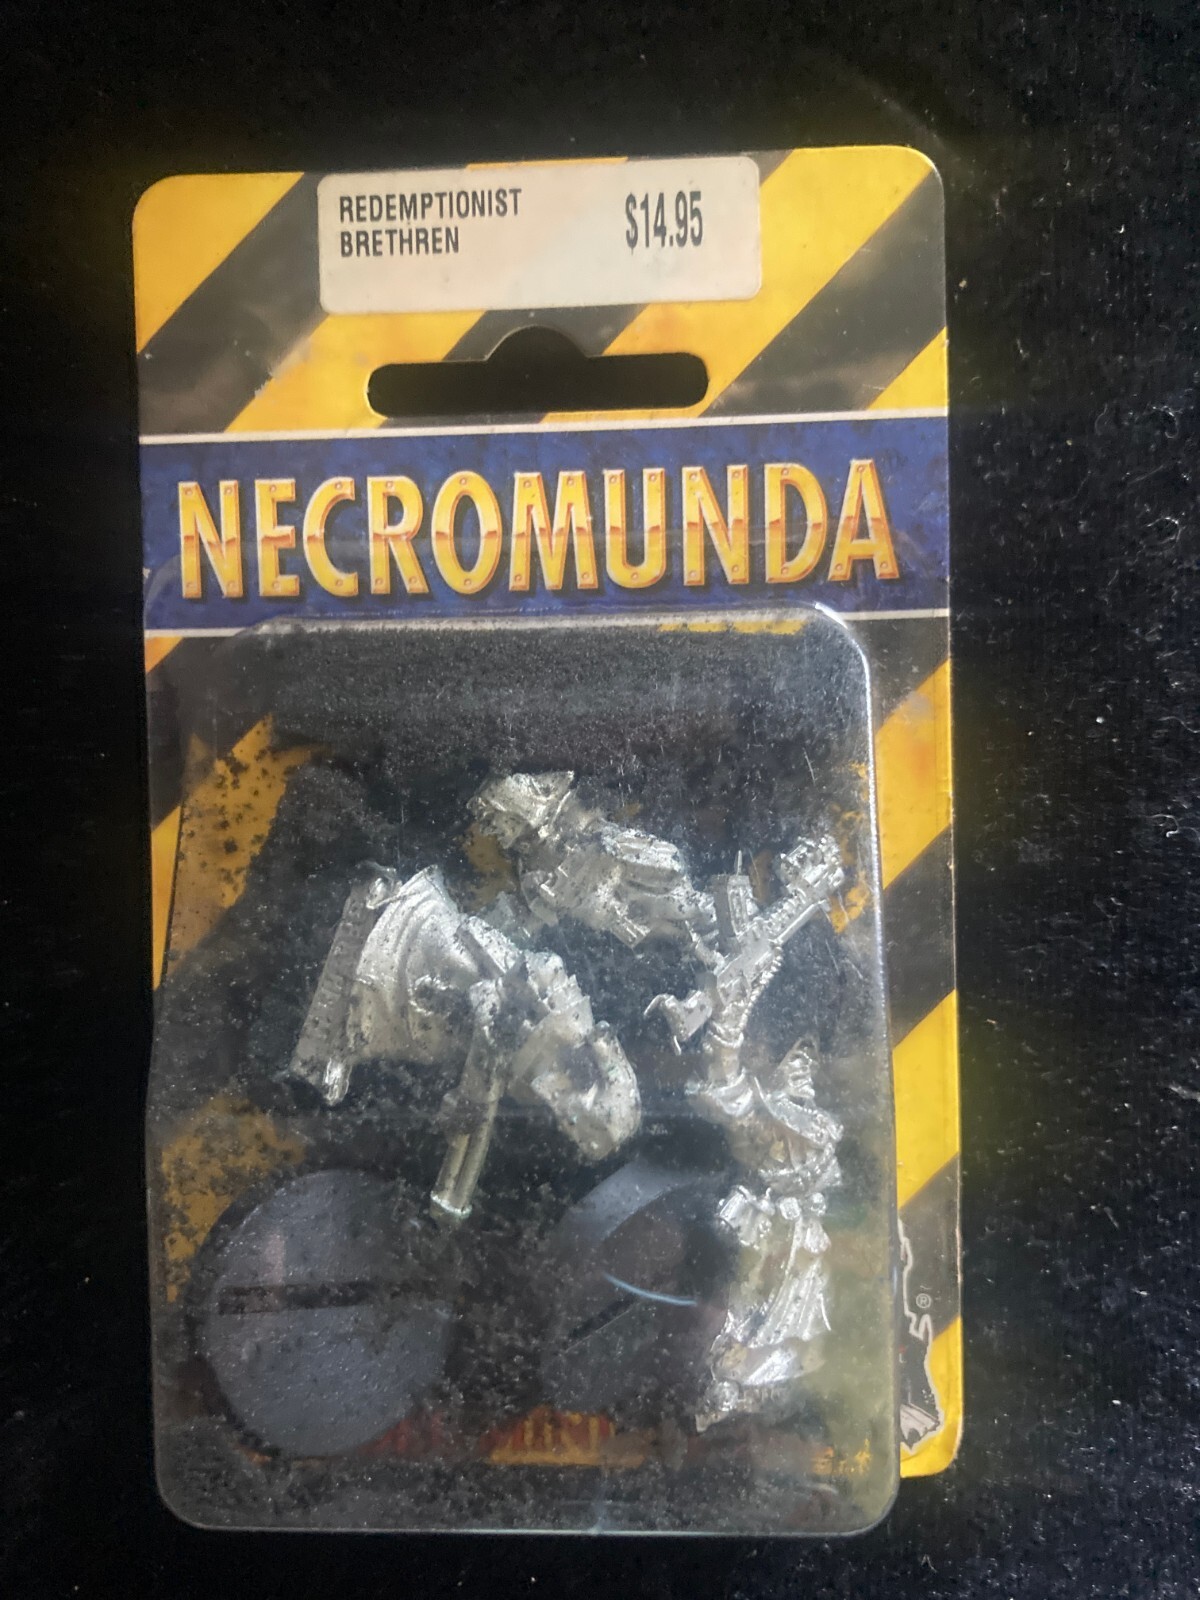 REDEMPTIONIST
BRETHREN
$14.95
NECROMUNDA
®